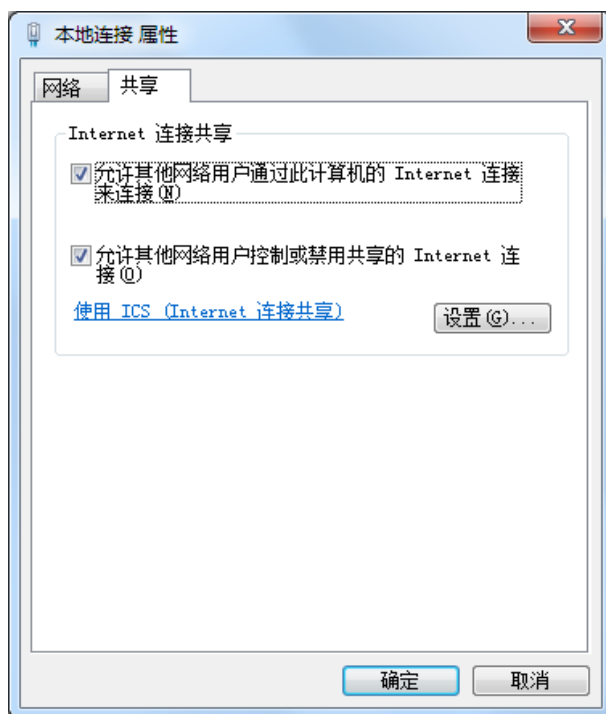 本地连接 属性
网络 共享
Internet 连接共享
允许其他网络用户通过此计算机的 Internet 连接
来连接(N)
允许其他网络用户控制或禁用共享的 Internet 连
接(O)
使用 ICS (Internet 连接共享)
设置(G)...
确定 取消